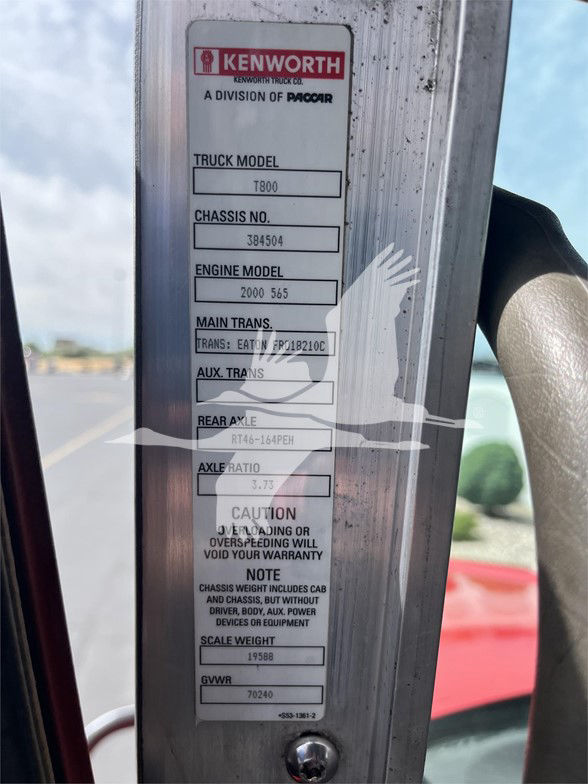 KENWORTH
KENWORTH TRUCK CO.
A DIVISION OF PACCAR
TRUCK MODEL
T800
CHASSIS NO.
384504
ENGINE MODEL
2000 565
MAIN TRANS.
TRANS: EATON FRO18210C
AUX. TRANS
REAR AXLE
RT46-164PEH
AXLE RATIO
3.73
CAUTION
OVERLOADING OR
OVERSPEEDING WILL
VOID YOUR WARRANTY
NOTE
CHASSIS WEIGHT INCLUDES CAB
AND CHASSIS, BUT WITHOUT
DRIVER, BODY, AUX. POWER
DEVICES OR EQUIPMENT
SCALE WEIGHT
19588
GVWR
70240
•S53-1361-2